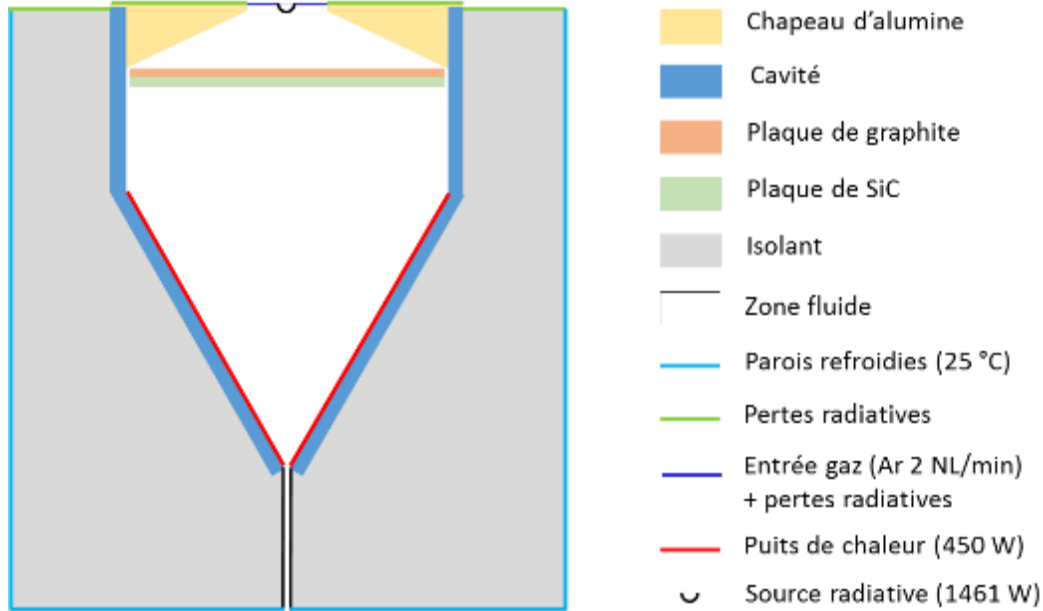 Chapeau d'alumine
Cavité
Plaque de graphite
Plaque de SiC
Isolant
Zone fluide
Parois refroidies (25 °C)
Pertes radiatives
Entrée gaz (Ar 2 NL/min)
+ pertes radiatives
Puits de chaleur (450 W)
Source radiative (1461 W)